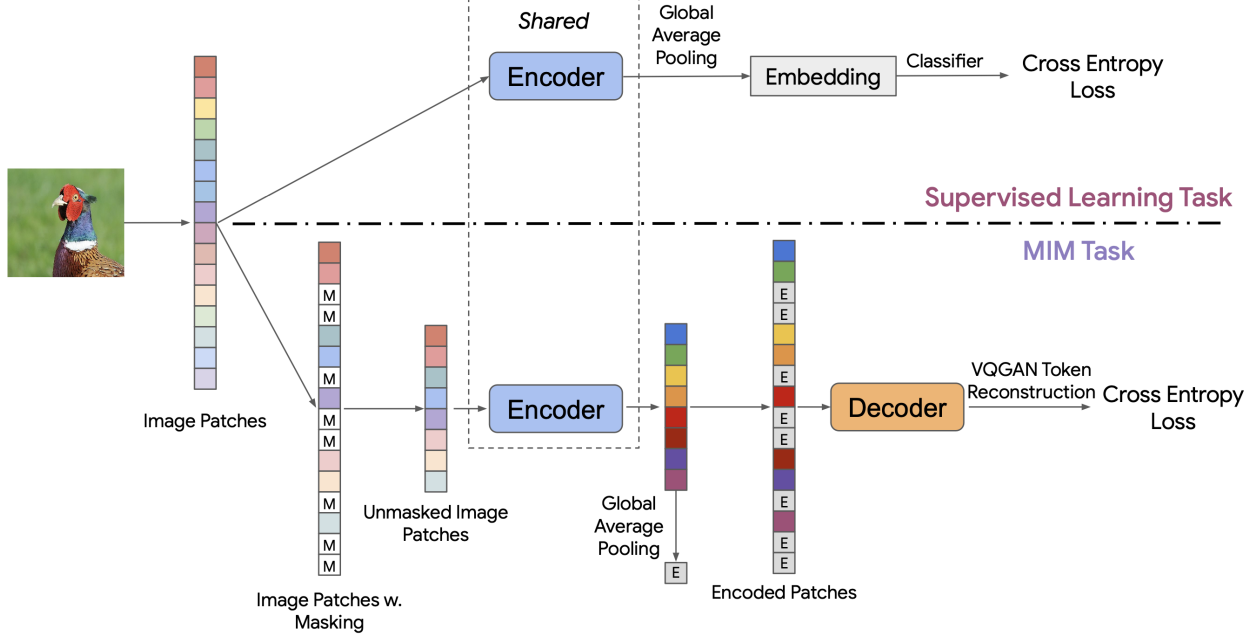 Shared
Encoder
Global
Average
Pooling
Embedding
Classifier
Cross Entropy
Loss
Supervised Learning Task
MIM Task
Image Patches
M
M
M
M
M
M
M
M
Image Patches w.
Masking
Unmasked Image
Patches
Encoder
Global
Average
Pooling
E
E
E
E
E
E
E
E
E
Encoded Patches
Decoder
VQGAN Token
Reconstruction
Cross Entropy
Loss